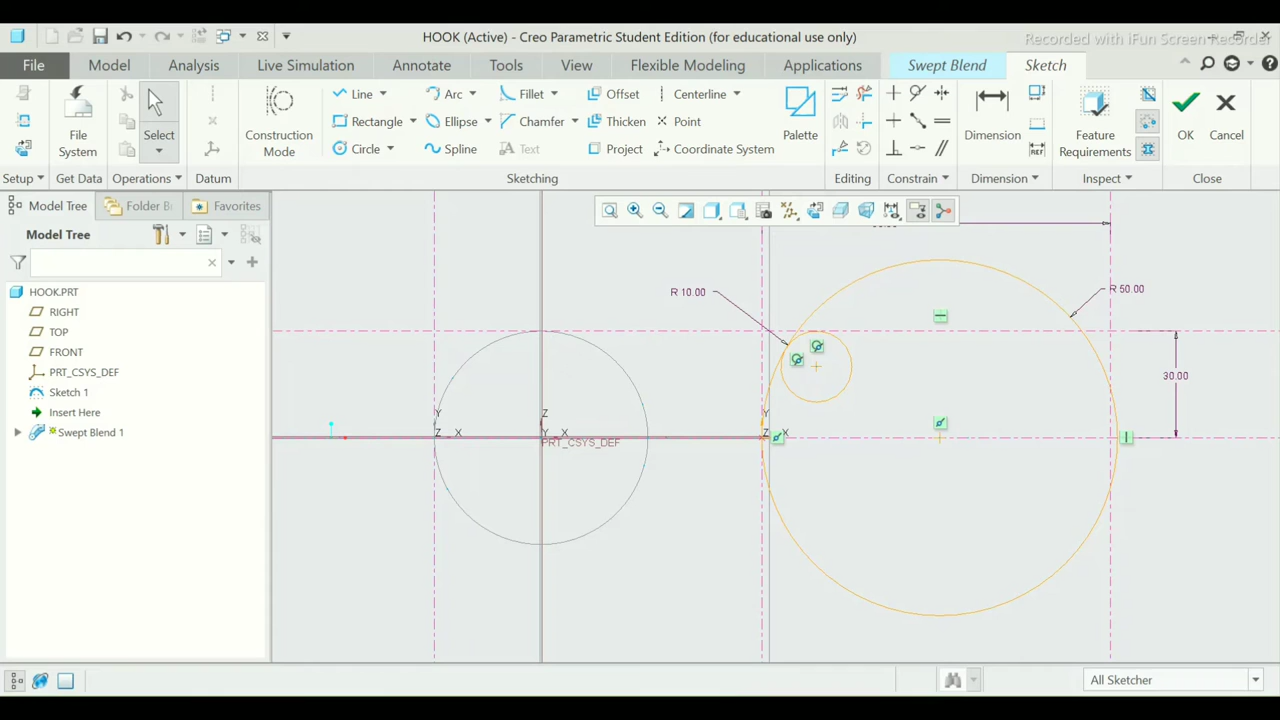 HOOK (Active) - Creo Parametric Student Edition (for educational use only)
Recorded with iFun Screen Recorder
File Model Analysis Live Simulation Annotate Tools View Flexible Modeling Applications Swept Blend Sketch
File System
Select
Construction Mode
Line Arc Fillet Offset Centerline
Rectangle Ellipse Chamfer Thicken Point
Circle Spline Text Project Coordinate System
Palette
Dimension
REF
Feature Requirements
OK Cancel
Setup Get Data Operations Datum Sketching Editing Constrain Dimension Inspect Close
Model Tree Folder B Favorites
Model Tree
HOOK.PRT
RIGHT
TOP
FRONT
PRT_CSYS_DEF
Sketch 1
Insert Here
Swept Blend 1
R 10.00
R 50.00
30.00
Y
Z X
Z
Y X
PRT_CSYS_DEF
Y
Z X
All Sketcher